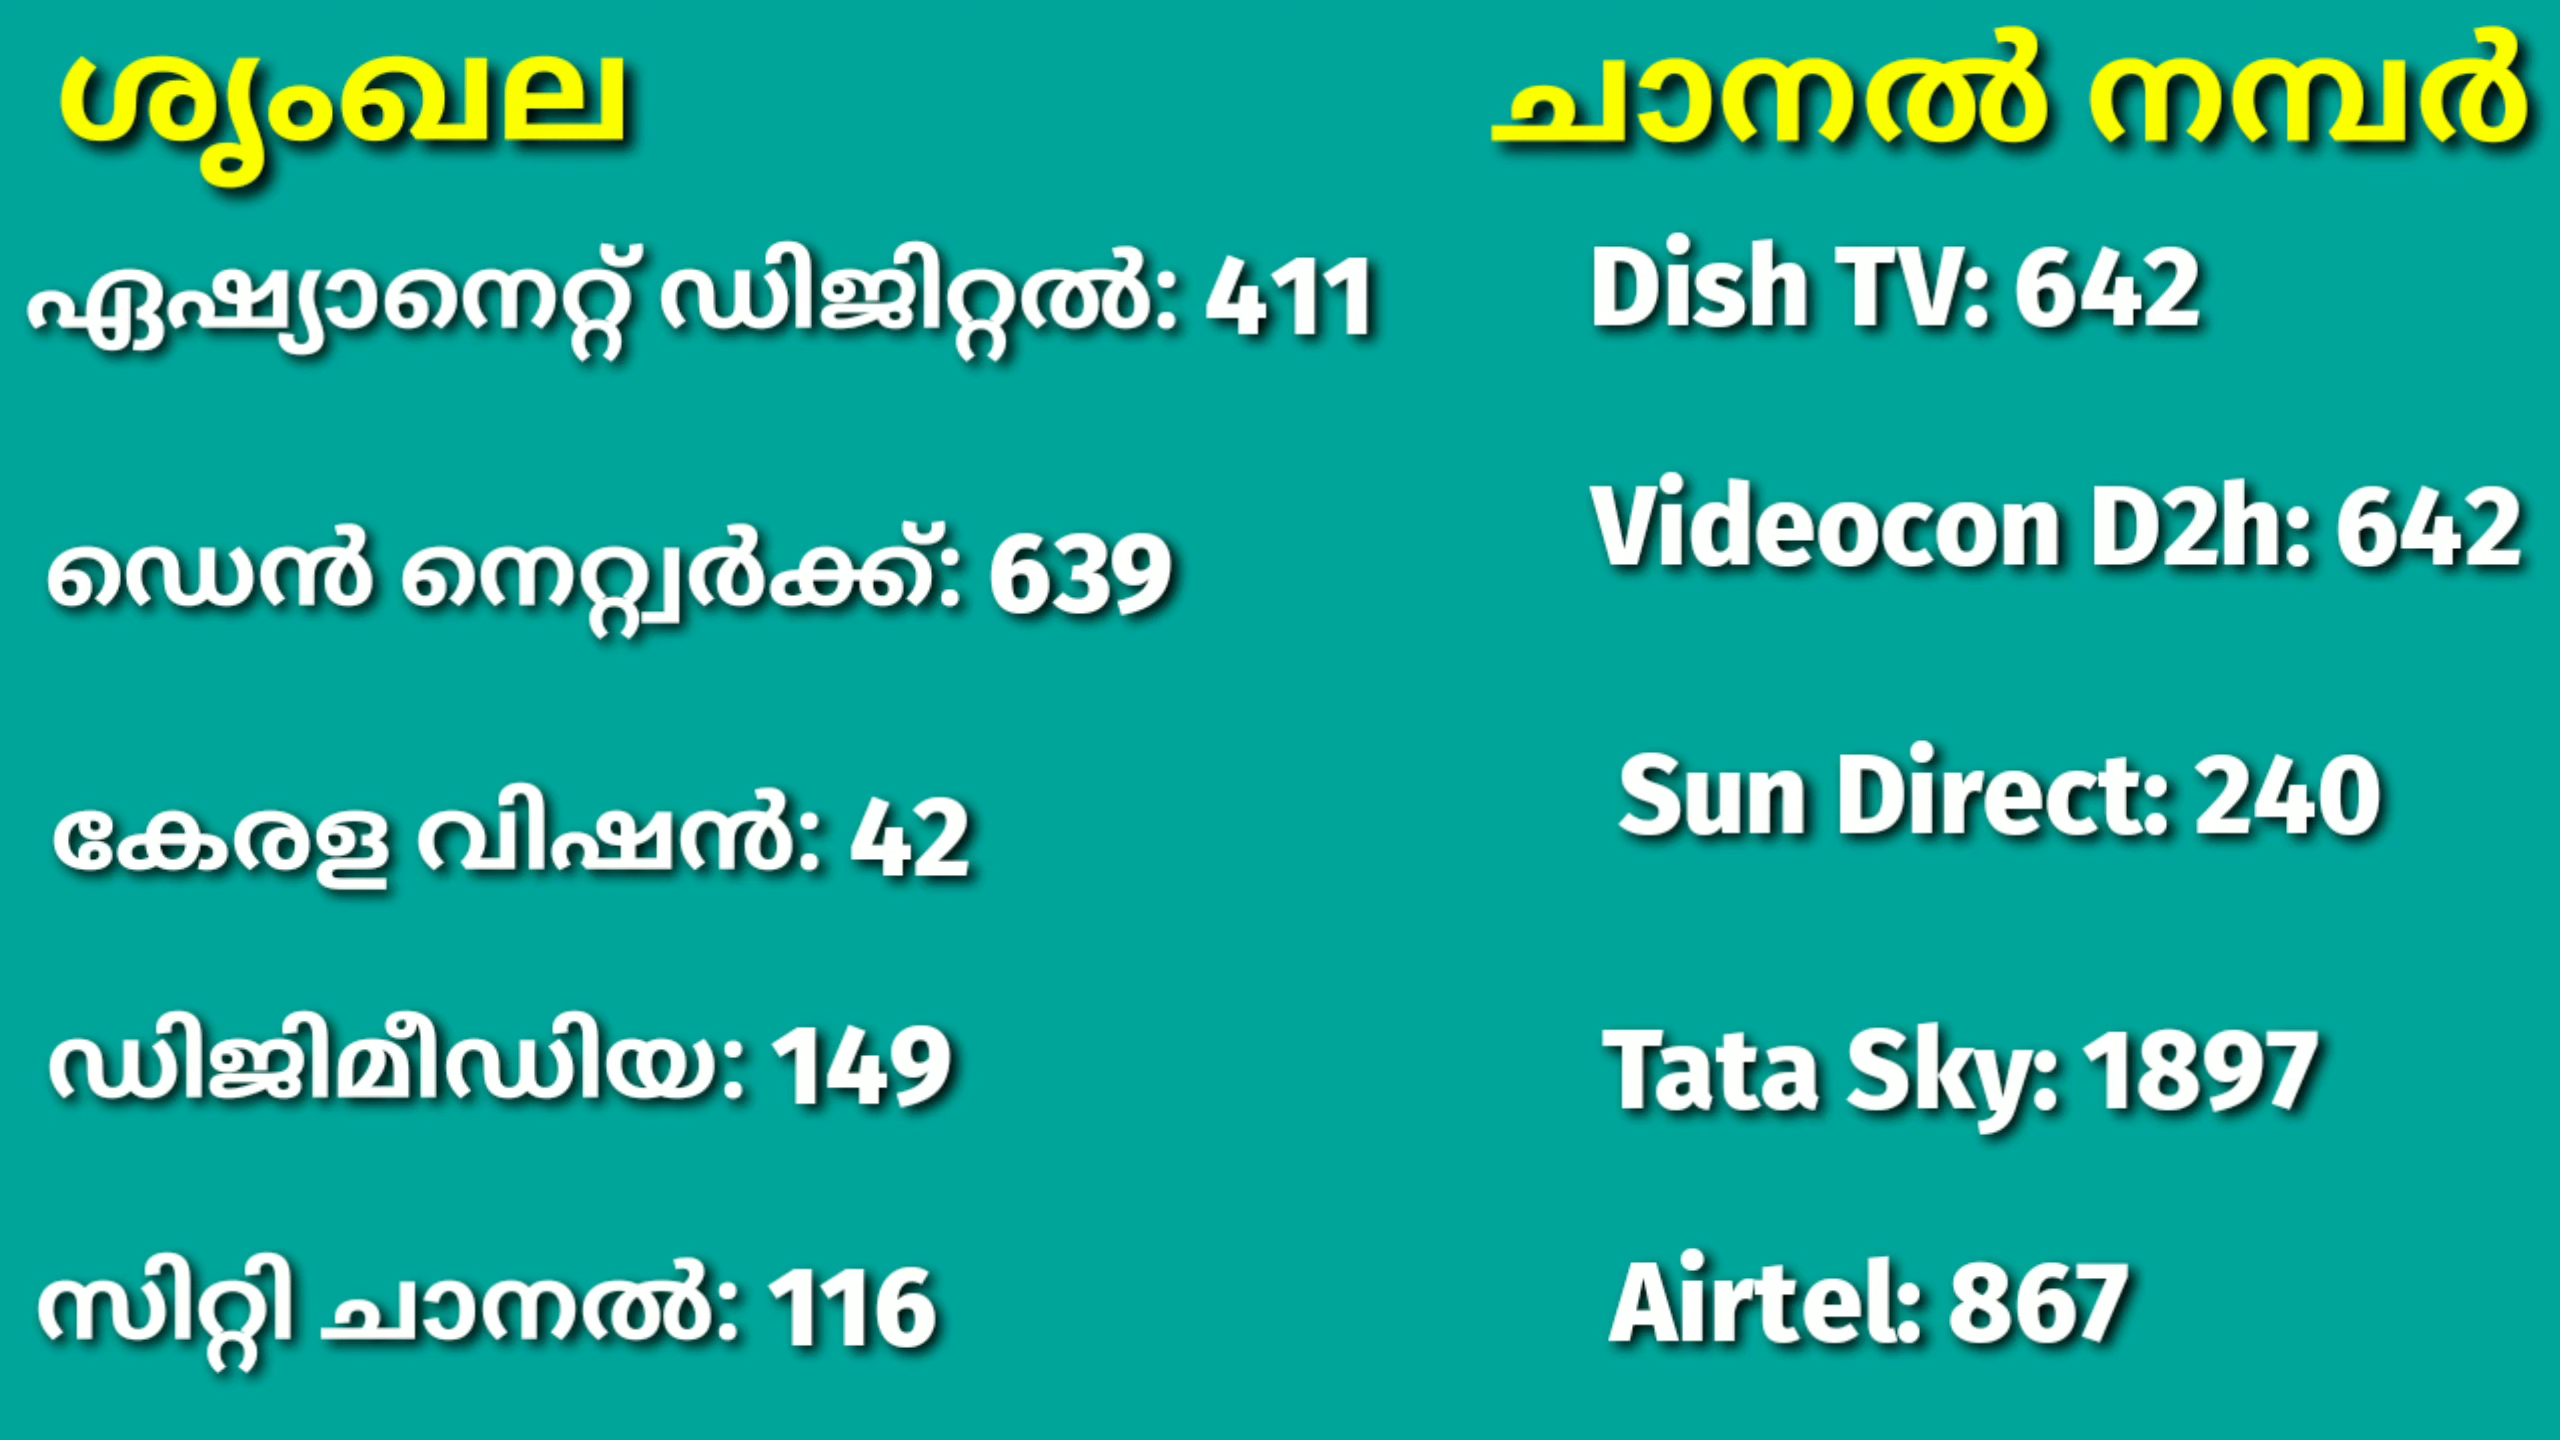 ശൃംഖല
ചാനൽ നമ്പർ
ഏഷ്യാനെറ്റ് ഡിജിറ്റൽ: 411
Dish TV: 642
ഡെൻ നെറ്റ്വർക്ക്: 639
Videocon D2h: 642
കേരള വിഷൻ: 42
Sun Direct: 240
ഡിജിമീഡിയ: 149
Tata Sky: 1897
സിറ്റി ചാനൽ: 116
Airtel: 867